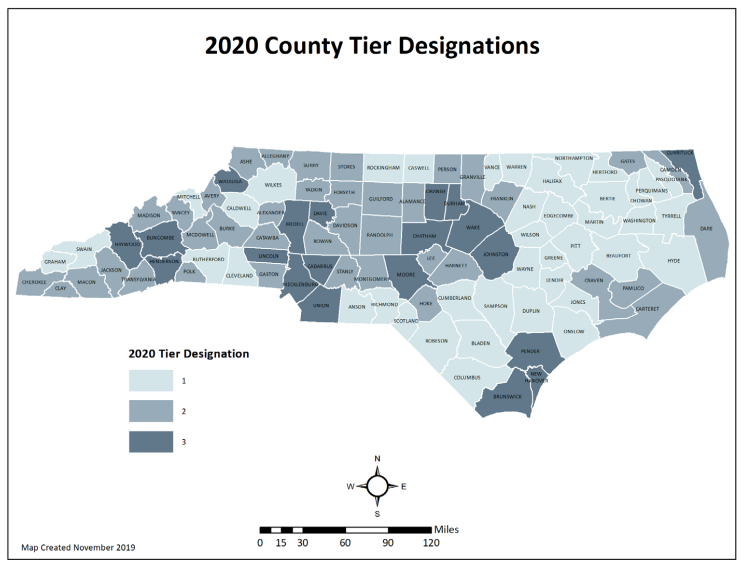 2020 County Tier Designations
ALLEGHANY
ASHE
SURRY
STOKES
ROCKINGHAM
CASWELL
PERSON
GRANVILLE
VANCE
WARREN
NORTHAMPTON
GATES
CURRITUCK
CAMDEN
PASQUOTANK
HERTFORD
HALIFAX
WATAUGA
WILKES
YADKIN
FORSYTH
GUILFORD
ALAMANCE
ORANGE
DURHAM
FRANKLIN
PERQUIMANS
CHOWAN
BERTIE
MITCHELL
AVERY
CALDWELL
ALEXANDER
IREDELL
DAVIE
DAVIDSON
RANDOLPH
CHATHAM
WAKE
NASH
EDGECOMBE
MARTIN
WASHINGTON
TYRRELL
DARE
MADISON
YANCEY
MCDOWELL
BURKE
CATAWBA
ROWAN
JOHNSTON
WILSON
PITT
BEAUFORT
HYDE
HAYWOOD
BUNCOMBE
SWAIN
GRAHAM
JACKSON
RUTHERFORD
LINCOLN
CABARRUS
STANLY
MONTGOMERY
MOORE
LEE
HARNETT
WAYNE
GREENE
LENOIR
CRAVEN
PAMLICO
CHEROKEE
CLAY
MACON
TRANSYLVANIA
HENDERSON
POLK
CLEVELAND
GASTON
MECKLENBURG
UNION
ANSON
RICHMOND
SCOTLAND
HOKE
CUMBERLAND
SAMPSON
DUPLIN
JONES
CARTERET
ONSLOW
ROBESON
BLADEN
PENDER
COLUMBUS
NEW
HANOVER
BRUNSWICK
2020 Tier Designation
1
2
3
N
W E
S
Miles
0 15 30 60 90 120
Map Created November 2019